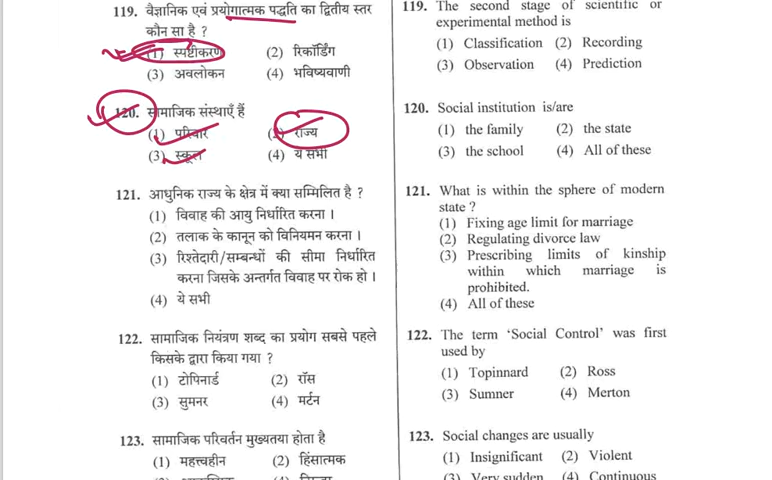 119. वैज्ञानिक एवं प्रयोगात्मक पद्धति का द्वितीय स्तर
कौन सा है ?
(1) स्पष्टीकरण (2) रिकॉर्डिंग
(3) अवलोकन (4) भविष्यवाणी
120. सामाजिक संस्थाएँ हैं
(1) परिवार (2) राज्य
(3) स्कूल (4) ये सभी
121. आधुनिक राज्य के क्षेत्र में क्या सम्मिलित है ?
(1) विवाह की आयु निर्धारित करना ।
(2) तलाक के कानून को विनियमन करना ।
(3) रिश्तेदारी/सम्बन्धों की सीमा निर्धारित
करना जिसके अन्तर्गत विवाह पर रोक हो ।
(4) ये सभी
122. सामाजिक नियंत्रण शब्द का प्रयोग सबसे पहले
किसके द्वारा किया गया ?
(1) टोपिनार्ड (2) रॉस
(3) सुमनर (4) मर्टन
123. सामाजिक परिवर्तन मुख्यतया होता है
(1) महत्त्वहीन (2) हिंसात्मक
119. The second stage of scientific or
experimental method is
(1) Classification (2) Recording
(3) Observation (4) Prediction
120. Social institution is/are
(1) the family (2) the state
(3) the school (4) All of these
121. What is within the sphere of modern
state ?
(1) Fixing age limit for marriage
(2) Regulating divorce law
(3) Prescribing limits of kinship
within which marriage is
prohibited.
(4) All of these
122. The term ‘Social Control’ was first
used by
(1) Topinnard (2) Ross
(3) Sumner (4) Merton
123. Social changes are usually
(1) Insignificant (2) Violent
(3) Very sudden (4) Continuous